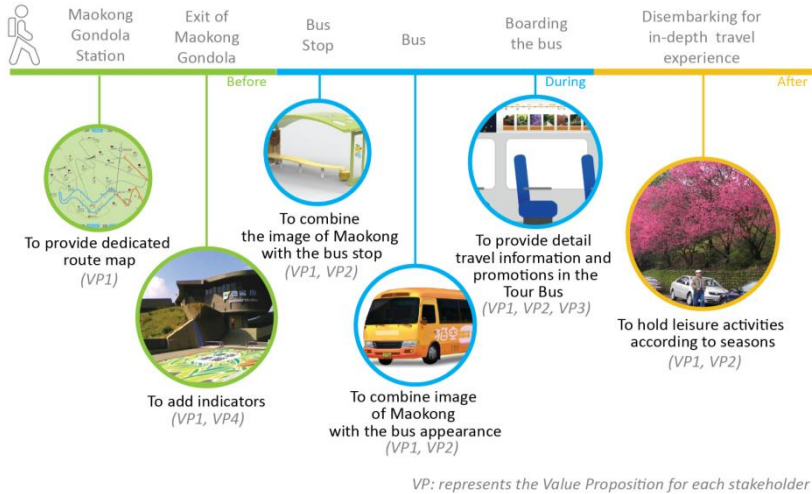 Maokong
Gondola
Station
Exit of
Maokong
Gondola
Bus
Stop
Bus
Boarding
the bus
Disembarking for
in-depth travel
experience
Before
During
After
To provide dedicated
route map
(VP1)
To add indicators
(VP1, VP4)
To combine
the image of Maokong
with the bus stop
(VP1, VP2)
To combine image
of Maokong
with the bus appearance
(VP1, VP2)
To provide detail
travel information and
promotions in the
Tour Bus
(VP1, VP2, VP3)
To hold leisure activities
according to seasons
(VP1, VP2)
VP: represents the Value Proposition for each stakeholder